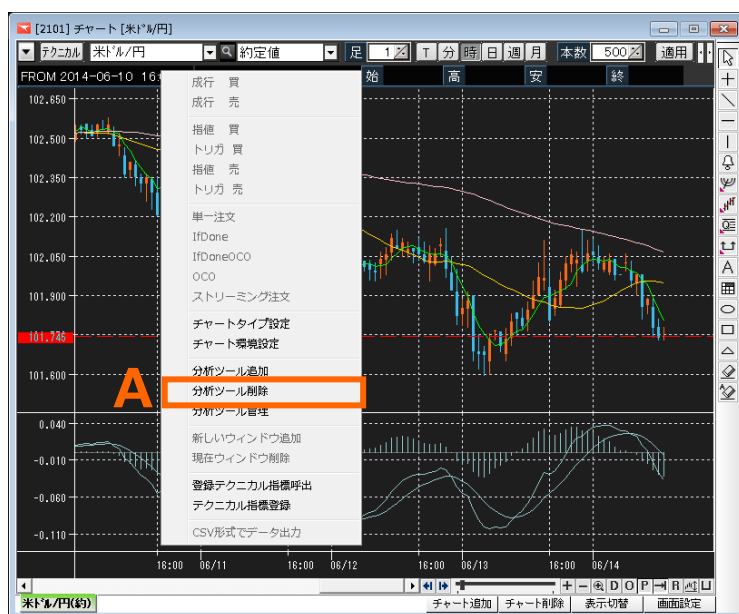 [2101] チャート [米ﾄﾞﾙ/円]
ﾃｸﾆｶﾙ 米ﾄﾞﾙ/円 約定値 足 1 T 分 時 日 週 月 本数 500 適用
FROM 2014-06-10 16: 始 高 安 終
102.650
102.500
102.350
102.200
102.050
101.900
101.746
101.600
成行 買
成行 売
指値 買
トリガ 買
指値 売
トリガ 売
単一注文
IfDone
IfDoneOCO
OCO
ストリーミング注文
チャートタイプ設定
チャート環境設定
分析ツール追加
A 分析ツール削除
分析ツール管理
新しいウィンドウ追加
現在ウィンドウ削除
登録テクニカル指標呼出
テクニカル指標登録
CSV形式でデータ出力
0.040
-0.010
-0.060
-0.110
16:00 06/11 16:00 06/12 16:00 06/13 16:00 06/14
D O P R
米ﾄﾞﾙ/円(約) チャート追加 チャート削除 表示切替 画面設定
A